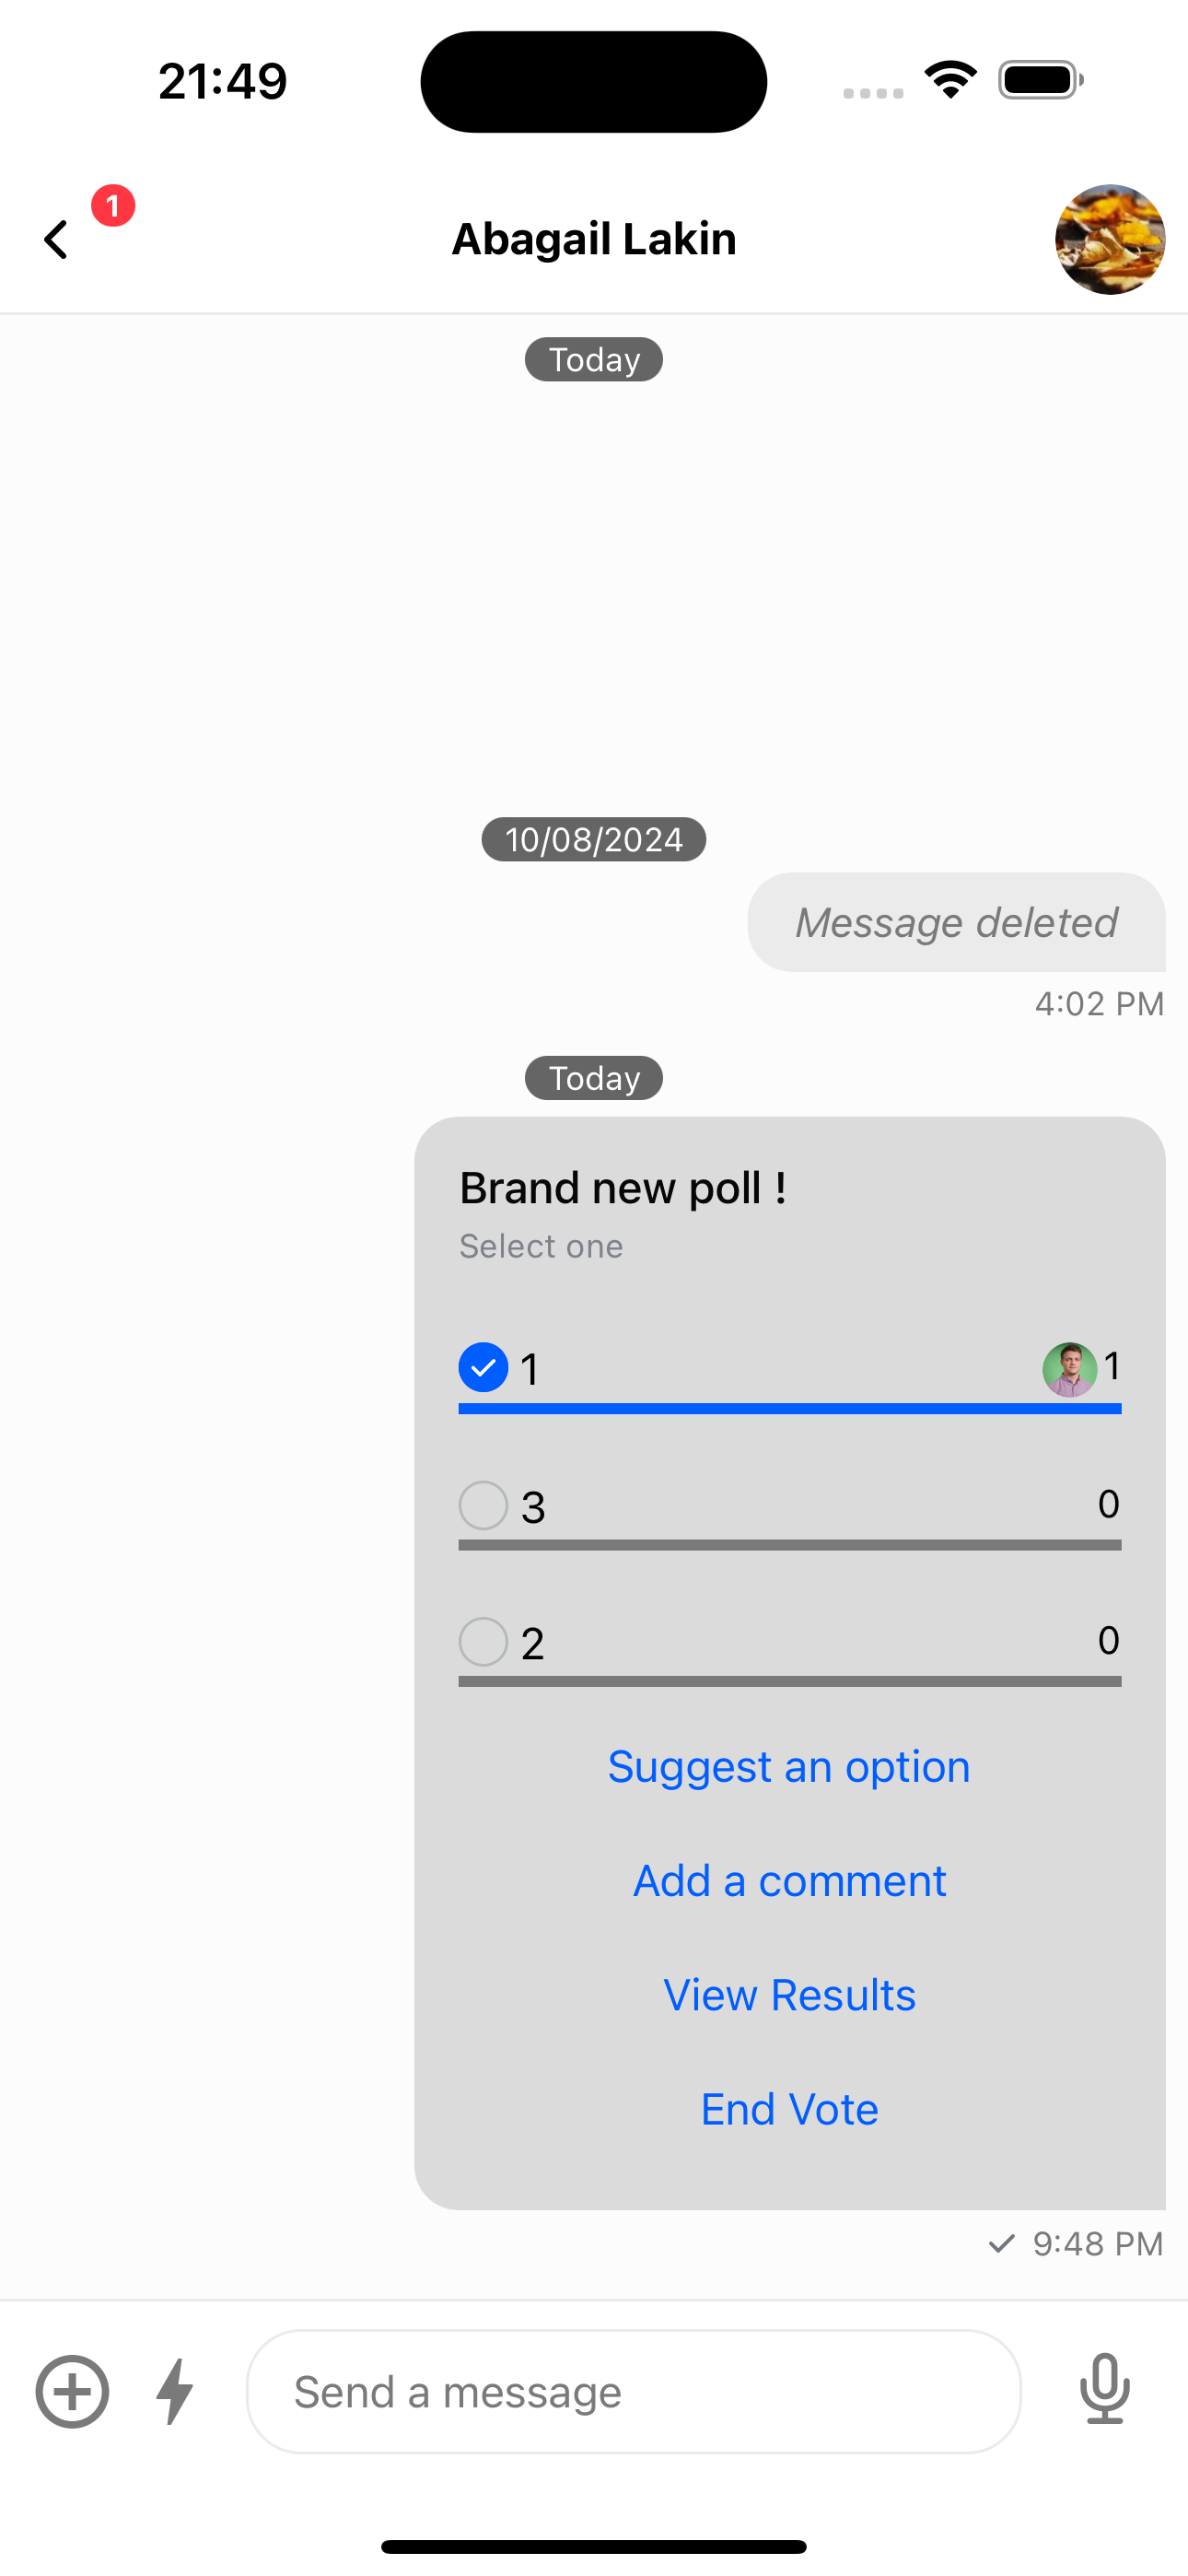 21:49
1
Abagail Lakin
Today
10/08/2024
Message deleted
4:02 PM
Today
Brand new poll !
Select one
1 1
3 0
2 0
Suggest an option
Add a comment
View Results
End Vote
9:48 PM
Send a message